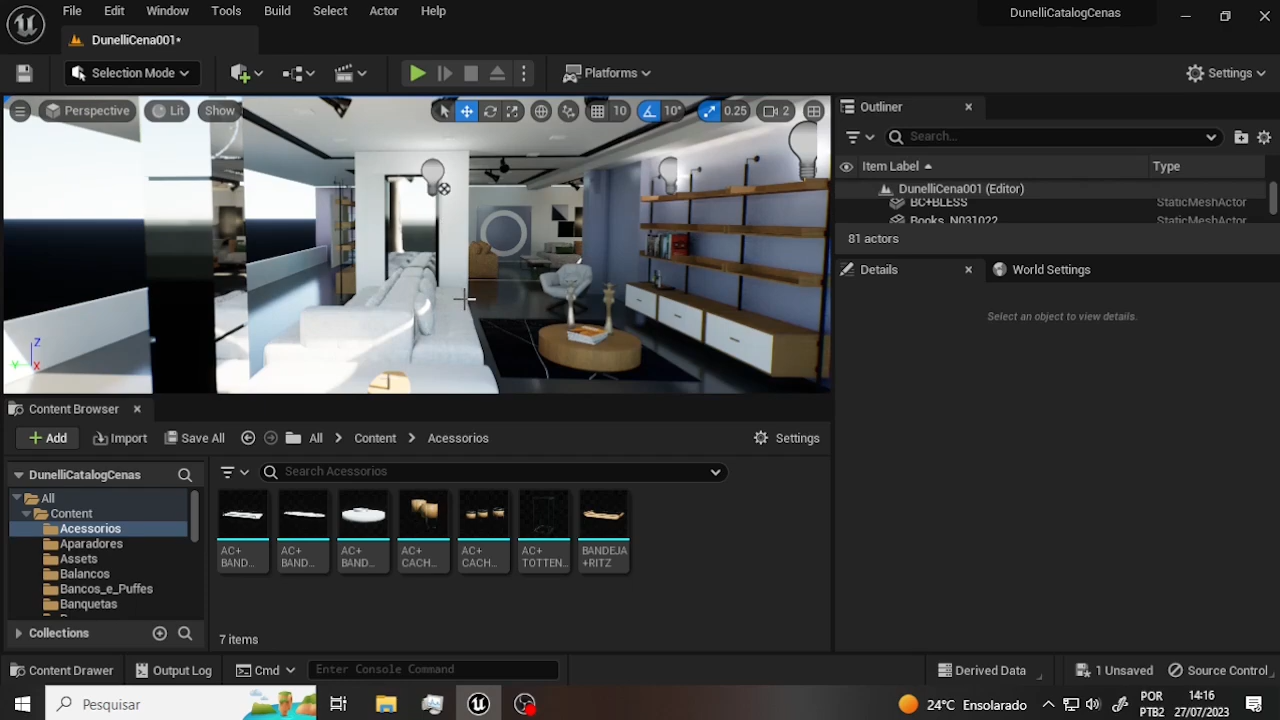 File Edit Window Tools Build Select Actor Help
DunelliCatalogCenas
DunelliCena001*
Selection Mode
Platforms
Settings
Perspective Lit Show
10 10° 0.25 2
Outliner
Search...
Item Label Type
DunelliCena001 (Editor)
BC+BLESS StaticMeshActor
Books_N031022 StaticMeshActor
81 actors
Details World Settings
Select an object to view details.
Z
Y X
Content Browser
Add Import Save All All Content Acessorios Settings
DunelliCatalogCenas
Search Acessorios
All
Content
Acessorios
Aparadores
Assets
Balancos
Bancos_e_Puffes
Banquetas
AC+
BAND...
AC+
BAND...
AC+
BAND...
AC+
CACH...
AC+
CACH...
AC+
TOTTEN...
BANDEJA
+RITZ
Collections
7 items
Content Drawer Output Log Cmd Enter Console Command Derived Data 1 Unsaved Source Control
Pesquisar
24°C Ensolarado
POR
PTB2
14:16
27/07/2023